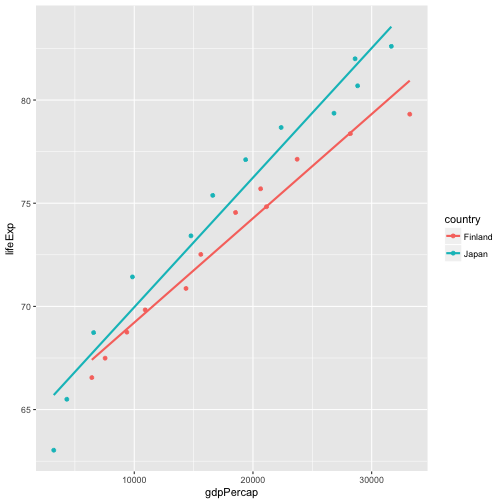 80
75
70
65
10000 20000 30000
gdpPercap
lifeExp
country
Finland
Japan